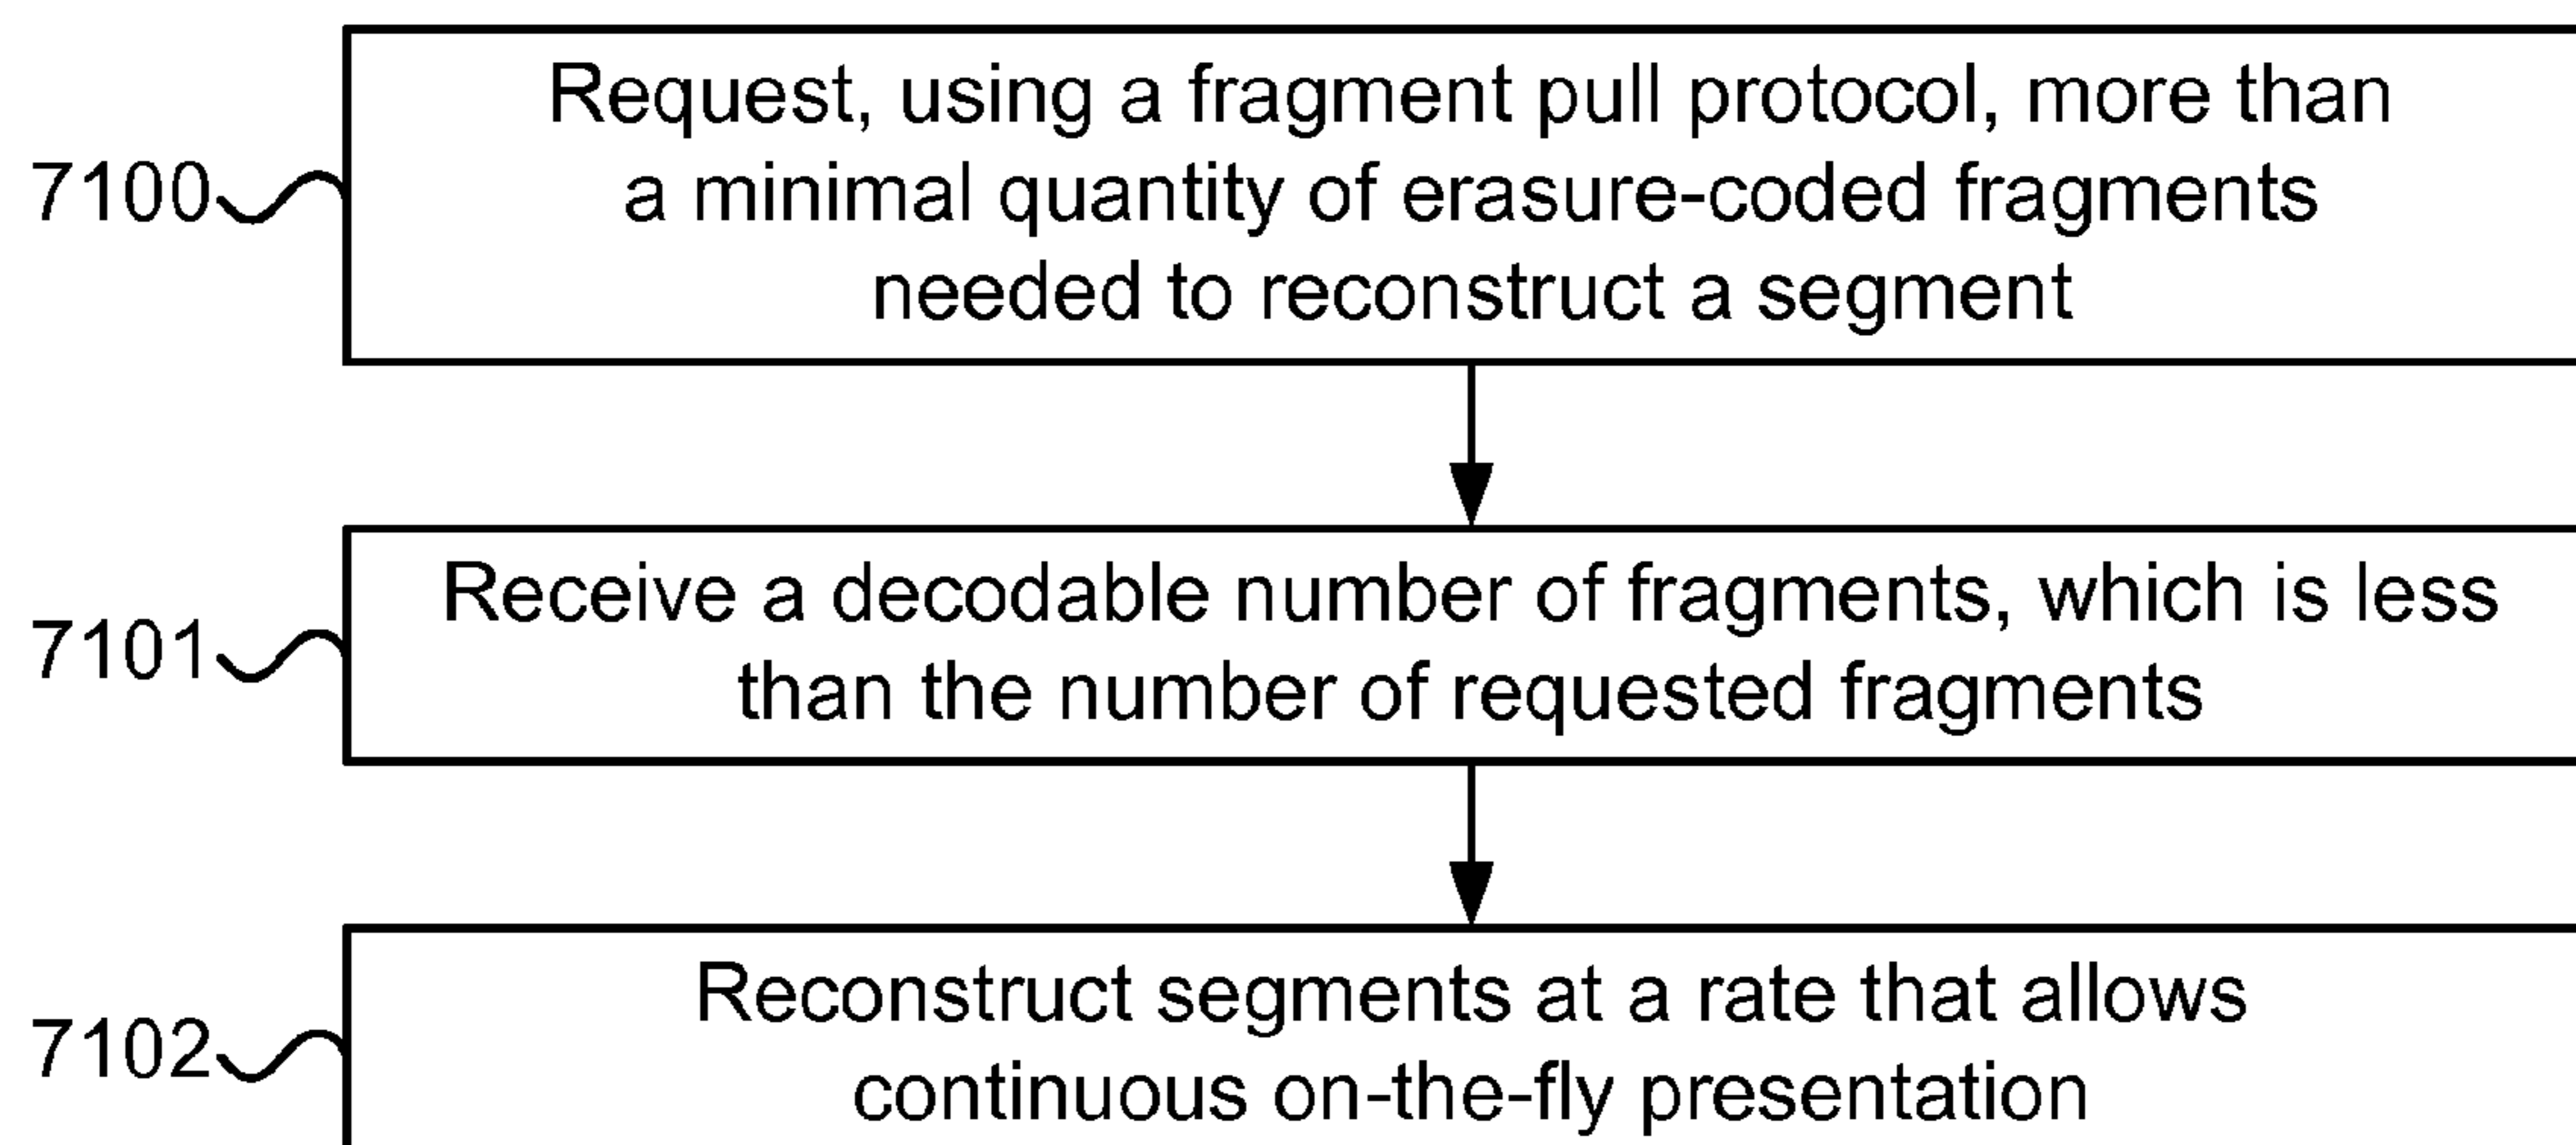 Request, using a fragment pull protocol, more than
7100
a minimal quantity of erasure-coded fragments
needed to reconstruct a segment
Receive a decodable number of fragments, which is less
7101
than the number of requested fragments
Reconstruct segments at a rate that allows
7102
continuous on-the-fly presentation